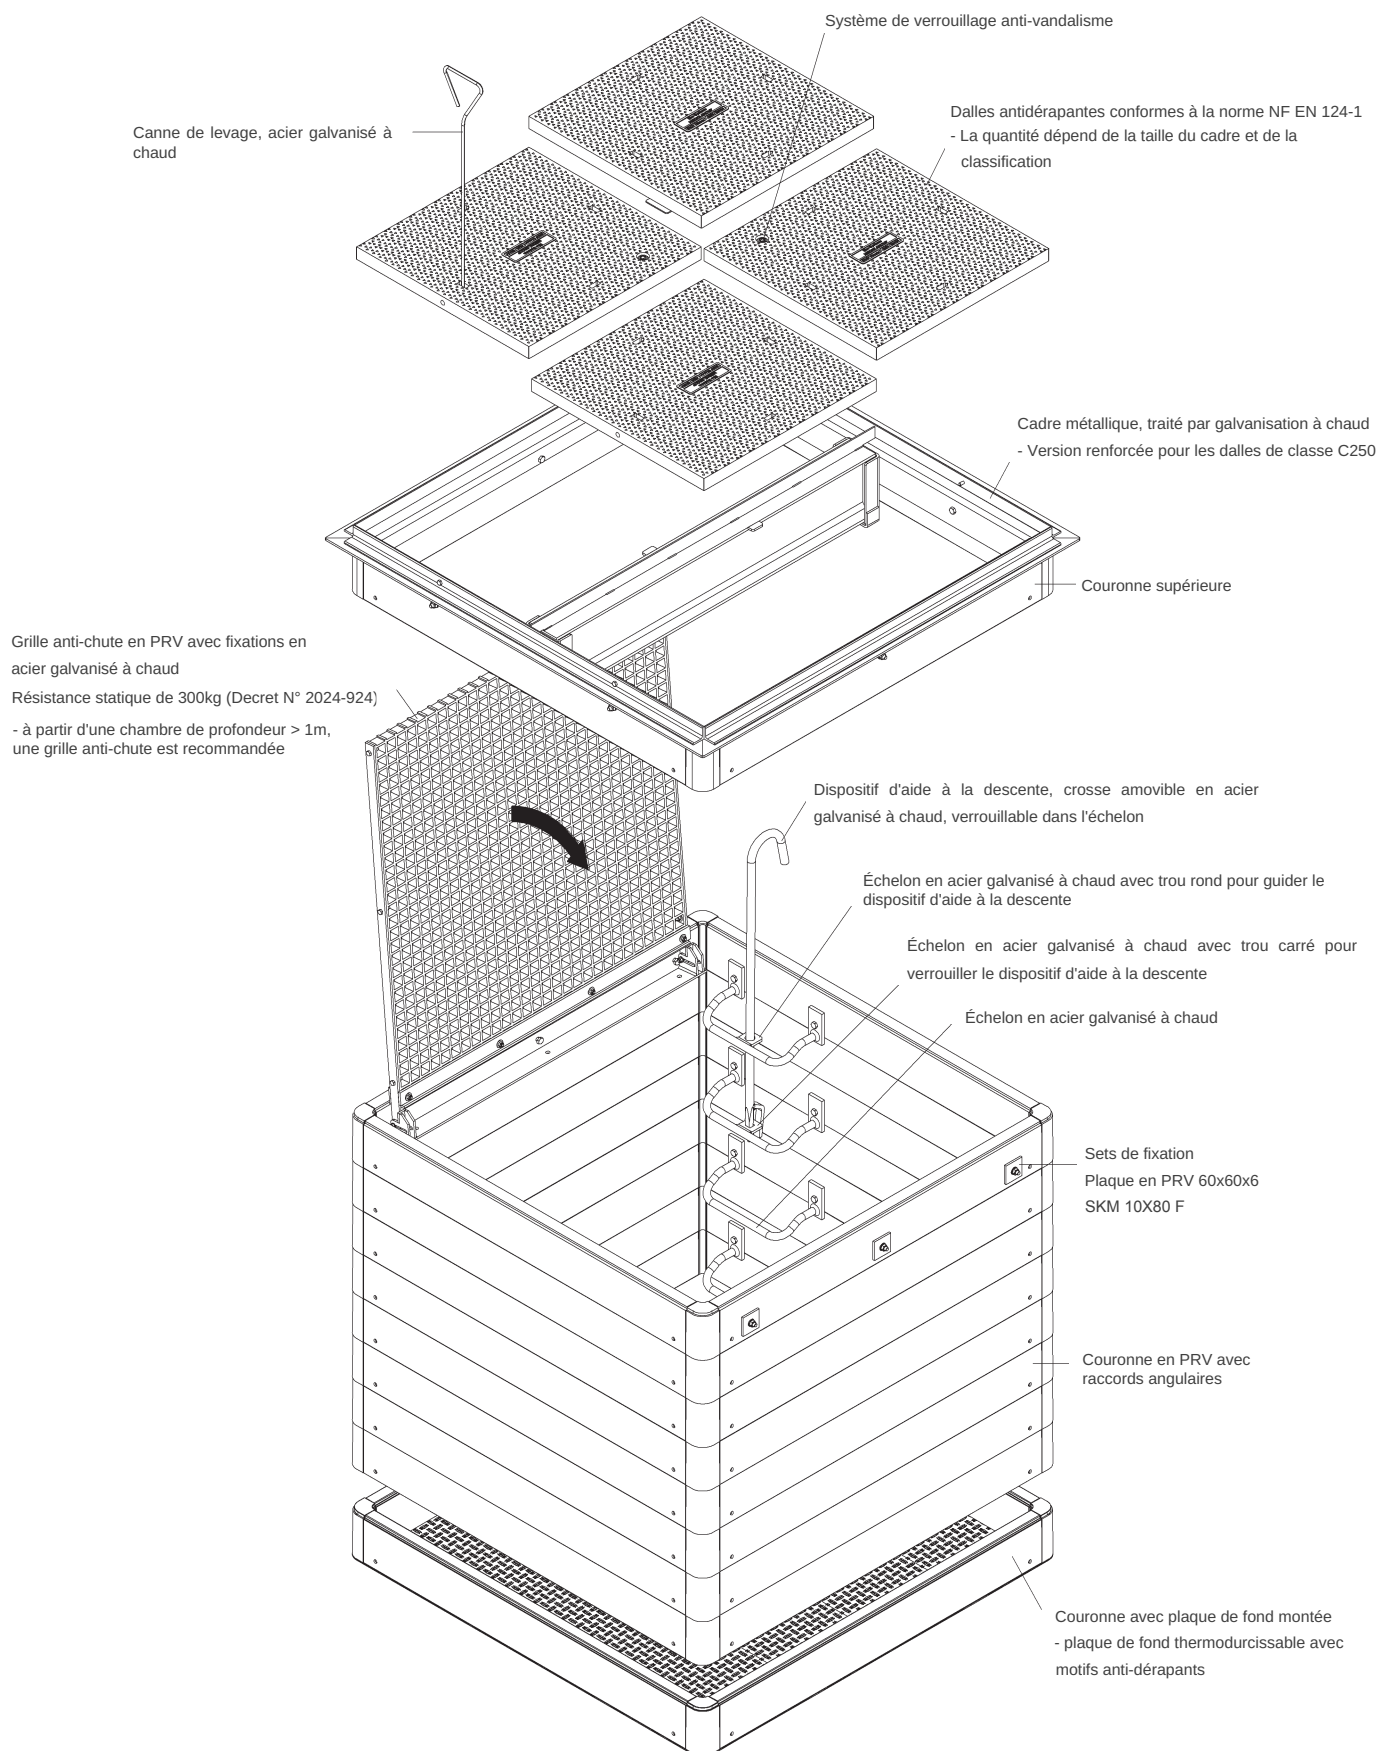 Système de verrouillage anti-vandalisme
Canne de levage, acier galvanisé à
chaud
Dalles antidérapantes conformes à la norme NF EN 124-1
- La quantité dépend de la taille du cadre et de la
classification
Cadre métallique, traité par galvanisation à chaud
- Version renforcée pour les dalles de classe C250
Couronne supérieure
Grille anti-chute en PRV avec fixations en
acier galvanisé à chaud
Résistance statique de 300kg (Decret N° 2024-924)
- à partir d'une chambre de profondeur > 1m,
une grille anti-chute est recommandée
Dispositif d'aide à la descente, crosse amovible en acier
galvanisé à chaud, verrouillable dans l'échelon
Échelon en acier galvanisé à chaud avec trou rond pour guider le
dispositif d'aide à la descente
Échelon en acier galvanisé à chaud avec trou carré pour
verrouiller le dispositif d'aide à la descente
Échelon en acier galvanisé à chaud
Sets de fixation
Plaque en PRV 60x60x6
SKM 10X80 F
Couronne en PRV avec
raccords angulaires
Couronne avec plaque de fond montée
- plaque de fond thermodurcissable avec
motifs anti-dérapants